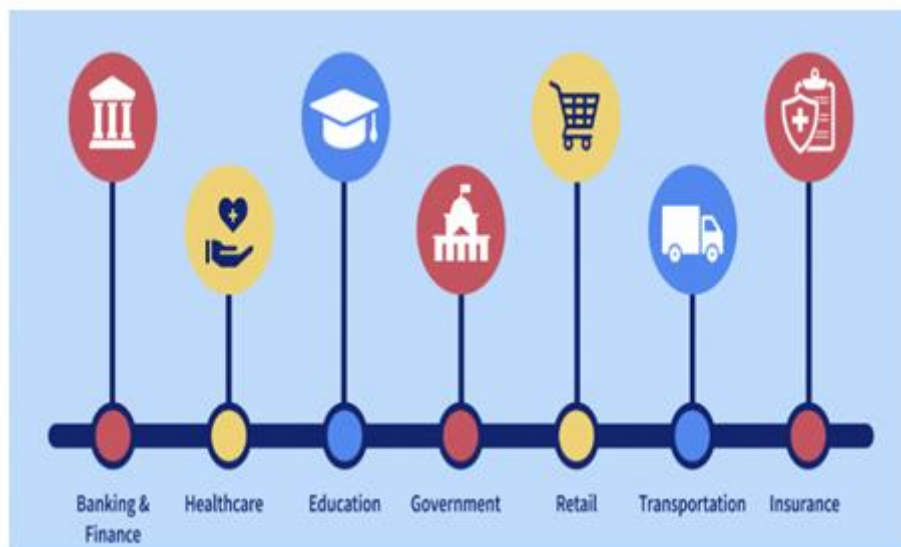 Banking &
Finance
Healthcare
Education
Government
Retail
Transportation
Insurance